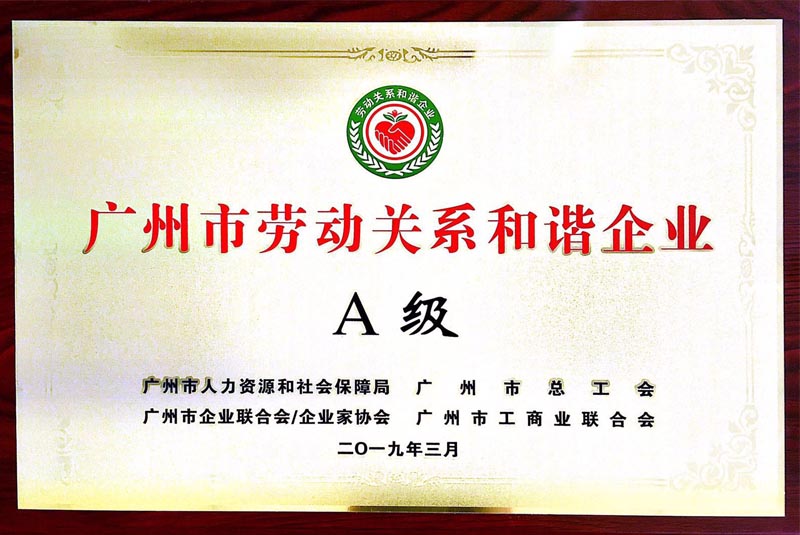 劳动关系和谐企业
广州市劳动关系和谐企业
A级
广州市人力资源和社会保障局 广州市总工会
广州市企业联合会/企业家协会 广州市工商业联合会
二〇一九年三月